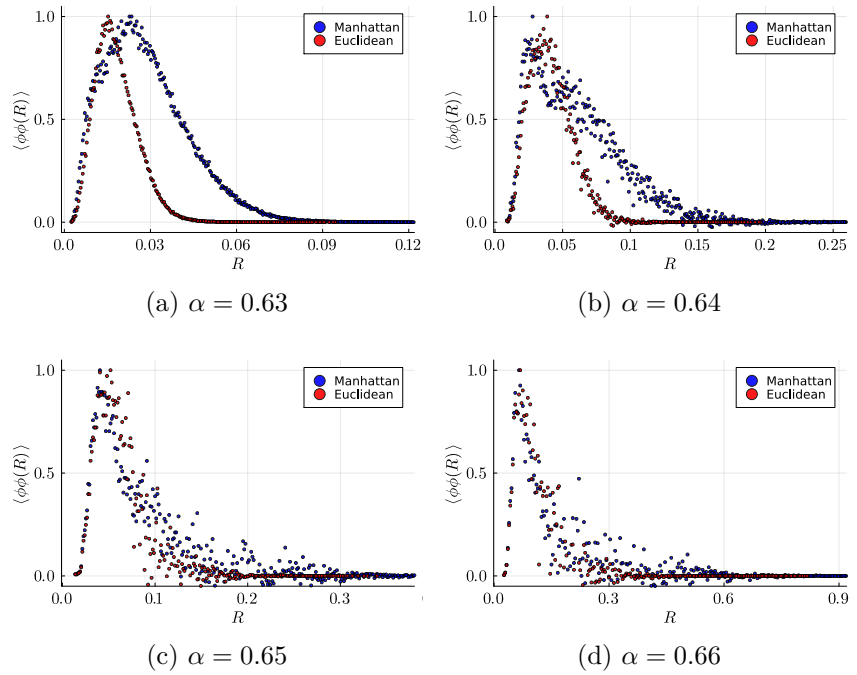 1.0
0.5
0.0
⟨ϕϕ(R)⟩
Manhattan
Euclidean
0.00 0.03 0.06 0.09 0.12
R
(a) α = 0.63
1.0
0.5
0.0
⟨ϕϕ(R)⟩
Manhattan
Euclidean
0.00 0.05 0.1 0.15 0.2 0.25
R
(b) α = 0.64
1.0
0.5
0.0
⟨ϕϕ(R)⟩
Manhattan
Euclidean
0.0 0.1 0.2 0.3
R
(c) α = 0.65
1.0
0.5
0.0
⟨ϕϕ(R)⟩
Manhattan
Euclidean
0.0 0.3 0.6 0.9
R
(d) α = 0.66